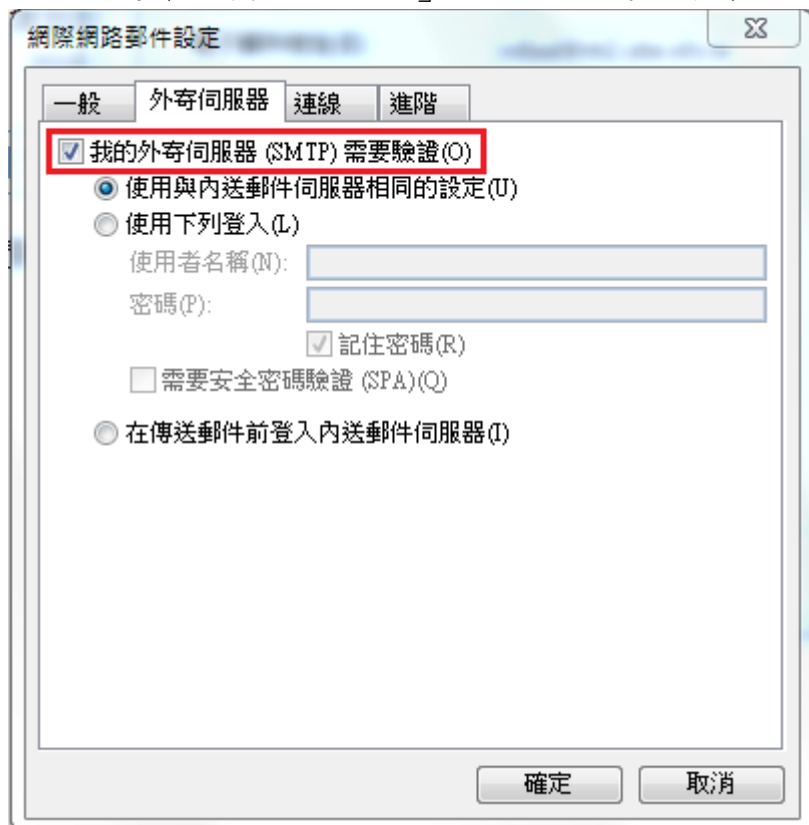 網際網路郵件設定
一般 外寄伺服器 連線 進階
我的外寄伺服器 (SMTP) 需要驗證(O)
使用與內送郵件伺服器相同的設定(U)
使用下列登入(L)
使用者名稱(N):
密碼(P):
記住密碼(R)
需要安全密碼驗證 (SPA)(Q)
在傳送郵件前登入內送郵件伺服器(I)
確定 取消